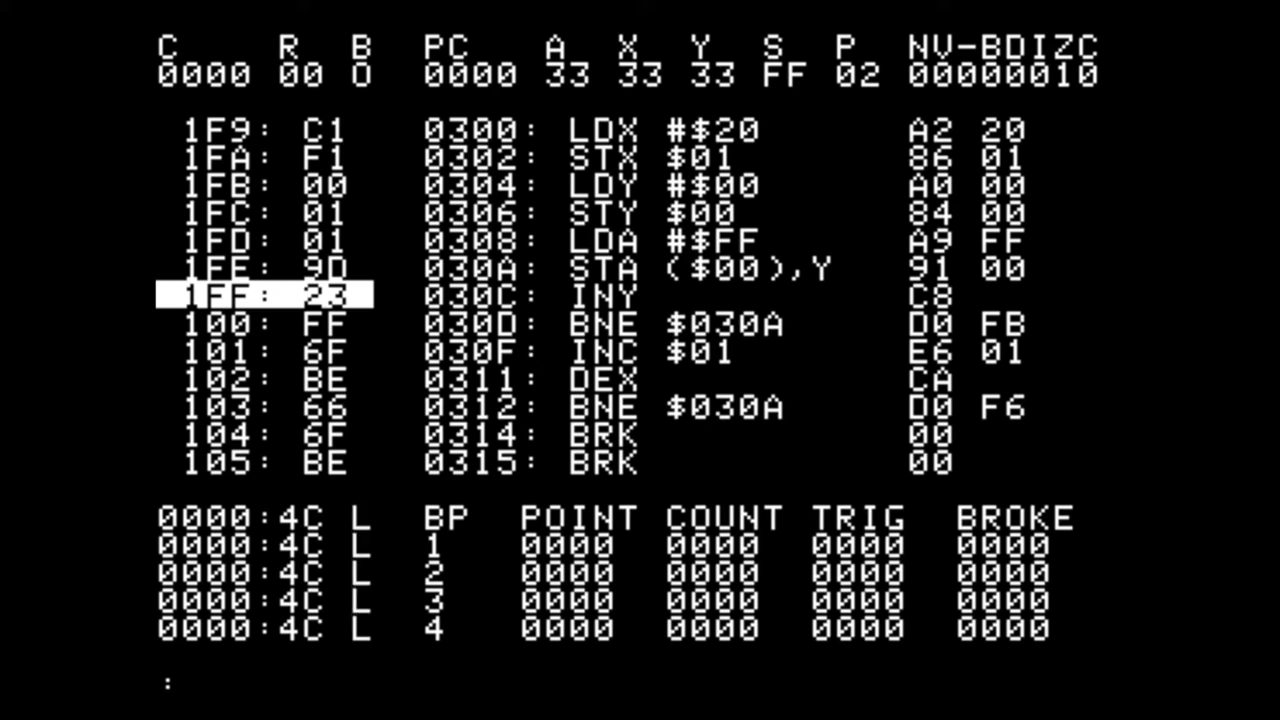 C R B PC A X Y S P NV-BDIZC
0000 00 O 0000 33 33 33 FF 02 00000010
1F9: C1 0300: LDX #$20 A2 20
1FA: F1 0302: STX $01 86 01
1FB: 00 0304: LDY #$00 A0 00
1FC: 01 0306: STY $00 84 00
1FD: 01 0308: LDA #$FF A9 FF
1FE: 9D 030A: STA ($00),Y 91 00
1FF: 23 030C: INY C8
100: FF 030D: BNE $030A D0 FB
101: 6F 030F: INC $01 E6 01
102: BE 0311: DEX CA
103: 66 0312: BNE $030A D0 F6
104: 6F 0314: BRK 00
105: BE 0315: BRK 00
0000:4C L BP POINT COUNT TRIG BROKE
0000:4C L 1 0000 0000 0000 0000
0000:4C L 2 0000 0000 0000 0000
0000:4C L 3 0000 0000 0000 0000
0000:4C L 4 0000 0000 0000 0000
: